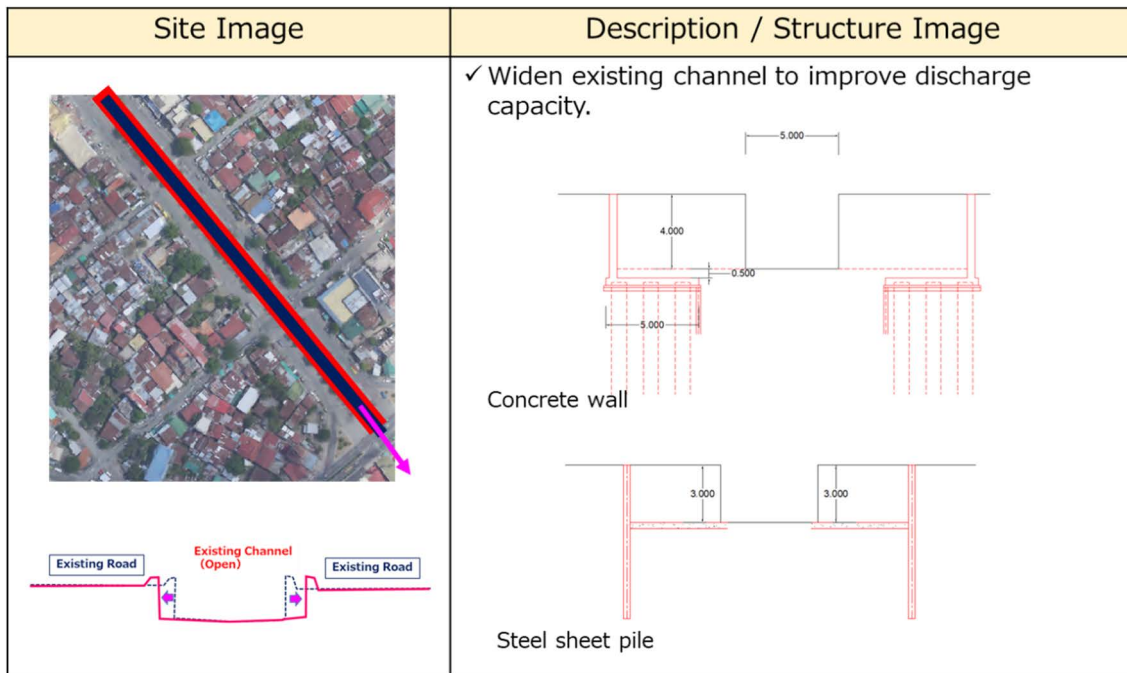 Site Image
Description / Structure Image
✓ Widen existing channel to improve discharge
capacity.
5.000
4.000
0.500
5.000
Concrete wall
3.000
3.000
Steel sheet pile
Existing Road
Existing Channel
(Open)
Existing Road